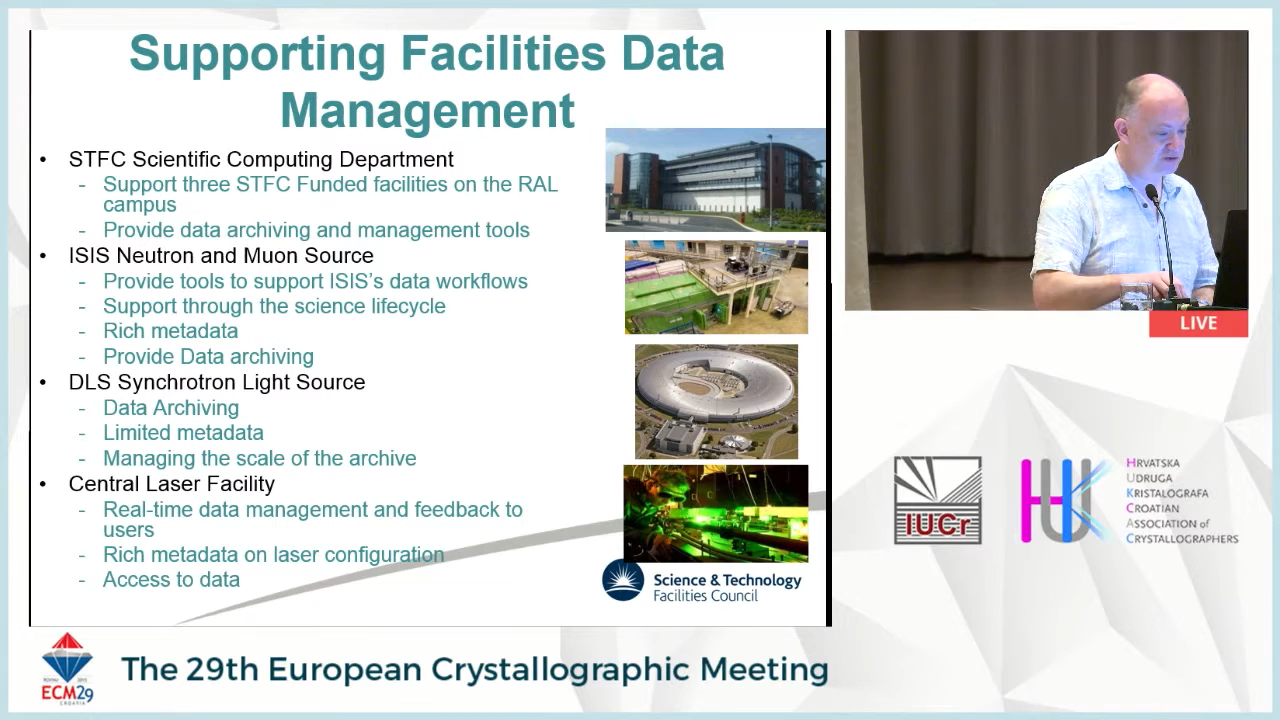 Supporting Facilities Data
Management
• STFC Scientific Computing Department
- Support three STFC Funded facilities on the RAL
campus
- Provide data archiving and management tools
• ISIS Neutron and Muon Source
- Provide tools to support ISIS's data workflows
- Support through the science lifecycle
- Rich metadata
- Provide Data archiving
• DLS Synchrotron Light Source
- Data Archiving
- Limited metadata
- Managing the scale of the archive
• Central Laser Facility
- Real-time data management and feedback to
users
- Rich metadata on laser configuration
- Access to data
Science & Technology
Facilities Council
LIVE
IUCr
HUK
HRVATSKA
UDRUGA
KRISTALOGRAFA
CROATIAN
ASSOCIATION of
CRYSTALLOGRAPHERS
ECM29
CROATIA
The 29th European Crystallographic Meeting